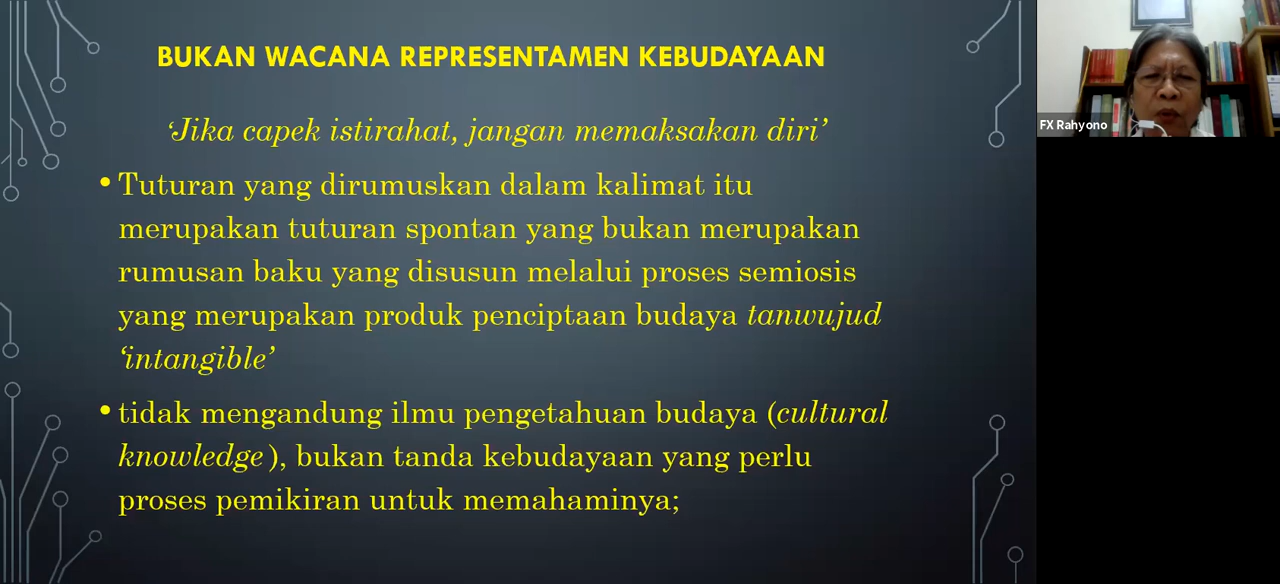 BUKAN WACANA REPRESENTAMEN KEBUDAYAAN
‘Jika capek istirahat, jangan memaksakan diri’
• Tuturan yang dirumuskan dalam kalimat itu
merupakan tuturan spontan yang bukan merupakan
rumusan baku yang disusun melalui proses semiosis
yang merupakan produk penciptaan budaya tanwujud
‘intangible’
• tidak mengandung ilmu pengetahuan budaya (cultural
knowledge), bukan tanda kebudayaan yang perlu
proses pemikiran untuk memahaminya;
FX Rahyono